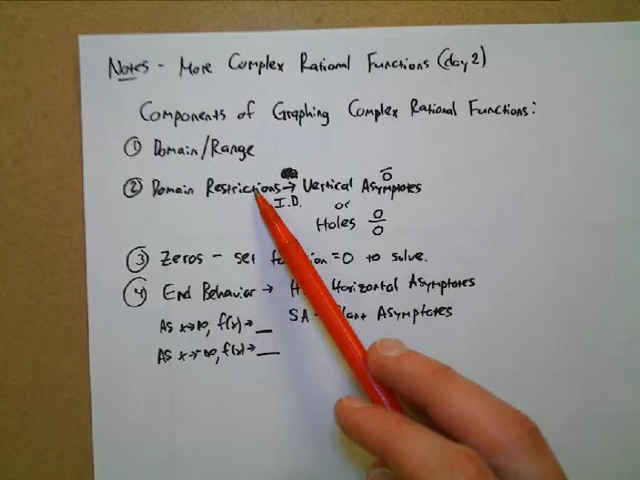 Notes - More Complex Rational Functions (day 2)
Components of Graphing Complex Rational Functions:
① Domain/Range
② Domain Restrictions → Vertical Asymptotes
I.D. or
Holes 0/0
③ Zeros - set function = 0 to solve.
④ End Behavior → H Horizontal Asymptotes
As x→∞, f(x)→__ SA Slant Asymptotes
As x→-∞, f(x)→__